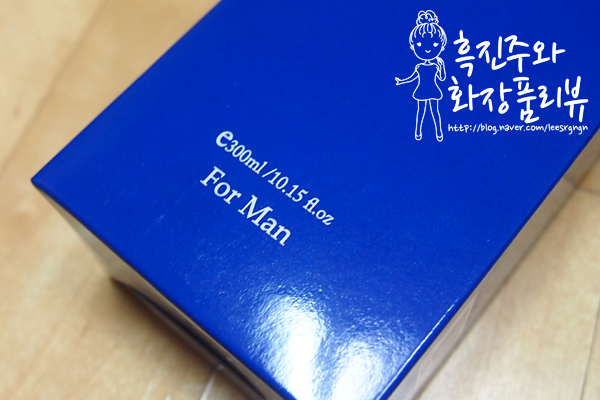 흑진주와
화장품리뷰
http://blog.naver.com/leesrgngn
e300ml/10.15 fl.oz
For Man